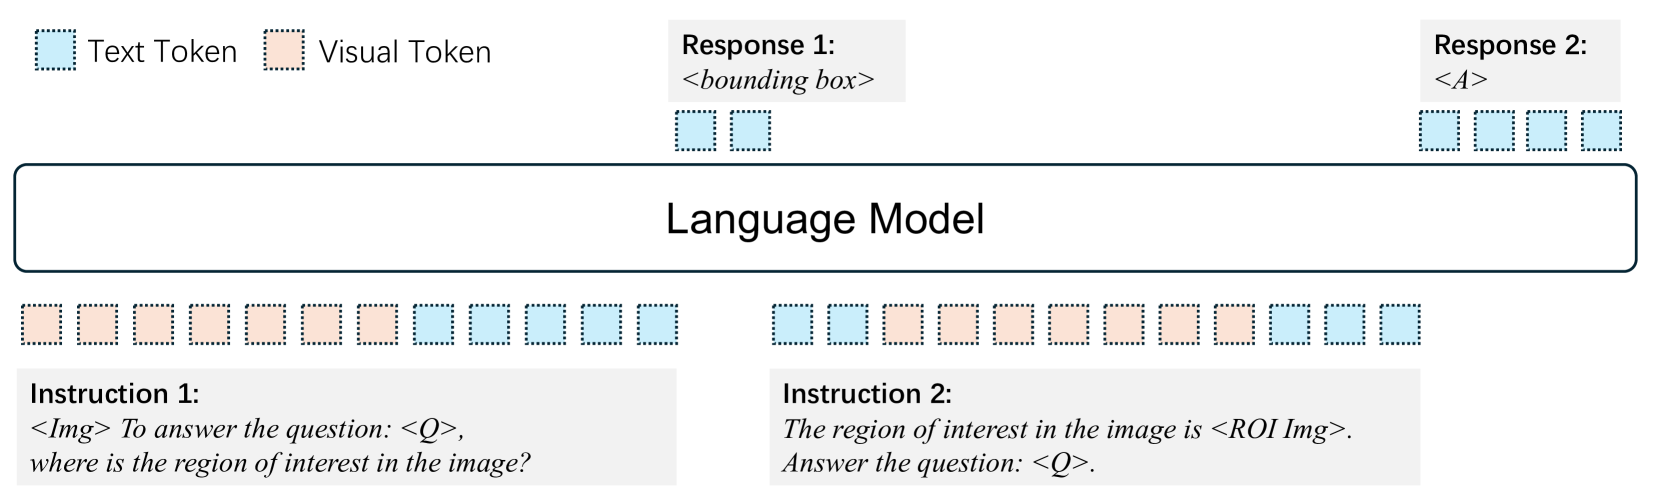 Text Token
Visual Token
Response 1:
<bounding box>
Response 2:
<A>
Language Model
Instruction 1:
<Img> To answer the question: <Q>,
where is the region of interest in the image?
Instruction 2:
The region of interest in the image is <ROI Img>.
Answer the question: <Q>.